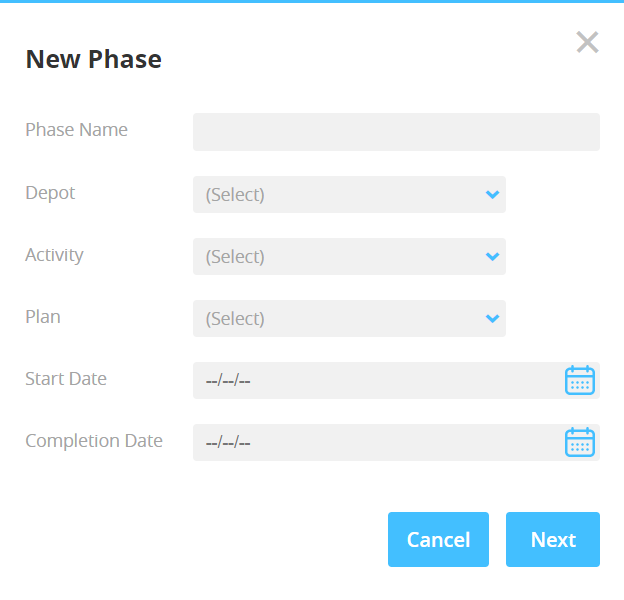 New Phase
Phase Name
Depot (Select)
Activity (Select)
Plan (Select)
Start Date --/--/--
Completion Date --/--/--
Cancel Next